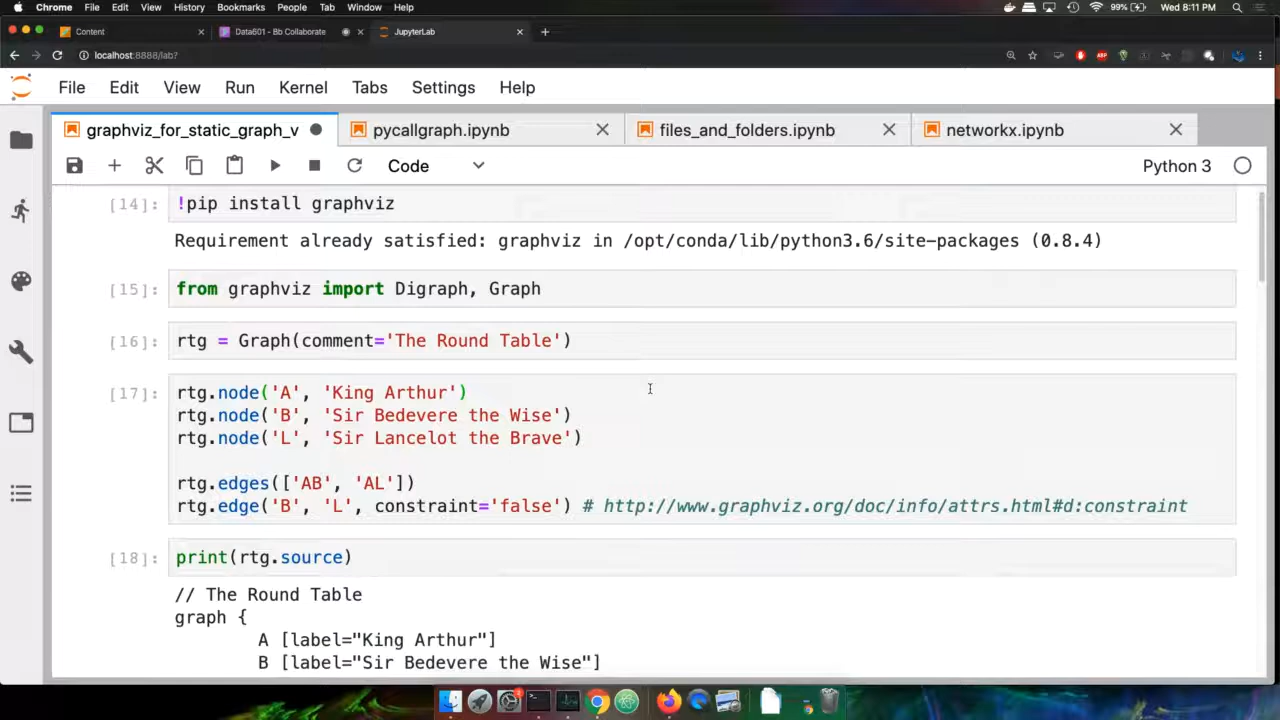 Chrome File Edit View History Bookmarks People Tab Window Help 99% Wed 8:11 PM
Content Data601 - Bb Collaborate JupyterLab
localhost:8888/lab?
File Edit View Run Kernel Tabs Settings Help
graphviz_for_static_graph_v pycallgraph.ipynb files_and_folders.ipynb networkx.ipynb
Code Python 3
[14]: !pip install graphviz
Requirement already satisfied: graphviz in /opt/conda/lib/python3.6/site-packages (0.8.4)
[15]: from graphviz import Digraph, Graph
[16]: rtg = Graph(comment='The Round Table')
[17]: rtg.node('A', 'King Arthur')
rtg.node('B', 'Sir Bedevere the Wise')
rtg.node('L', 'Sir Lancelot the Brave')
rtg.edges(['AB', 'AL'])
rtg.edge('B', 'L', constraint='false') # http://www.graphviz.org/doc/info/attrs.html#d:constraint
[18]: print(rtg.source)
// The Round Table
graph {
A [label="King Arthur"]
B [label="Sir Bedevere the Wise"]